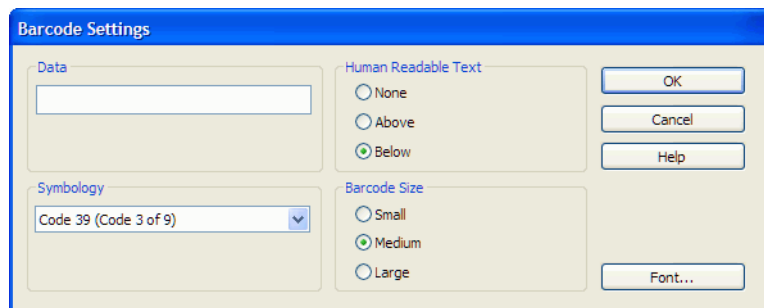 Barcode Settings
Data
Human Readable Text
None
Above
Below
OK
Cancel
Help
Symbology
Code 39 (Code 3 of 9)
Barcode Size
Small
Medium
Large
Font...